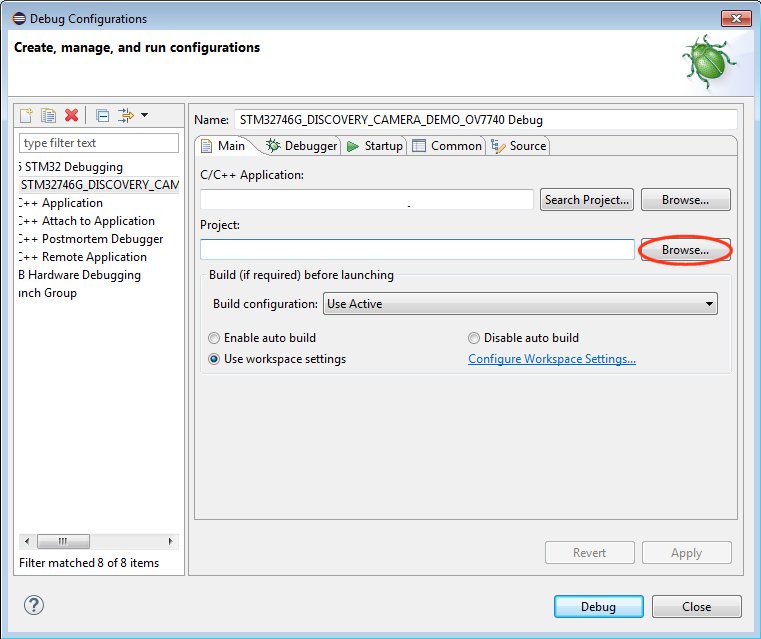 Debug Configurations
Create, manage, and run configurations
type filter text
STM32 Debugging
STM32746G_DISCOVERY_CAM
C++ Application
C++ Attach to Application
C++ Postmortem Debugger
C++ Remote Application
B Hardware Debugging
nch Group
Filter matched 8 of 8 items
Name: STM32746G_DISCOVERY_CAMERA_DEMO_OV7740 Debug
Main Debugger Startup Common Source
C/C++ Application:
Search Project... Browse...
Project:
Browse...
Build (if required) before launching
Build configuration: Use Active
Enable auto build Disable auto build
Use workspace settings Configure Workspace Settings...
Revert Apply
? Debug Close